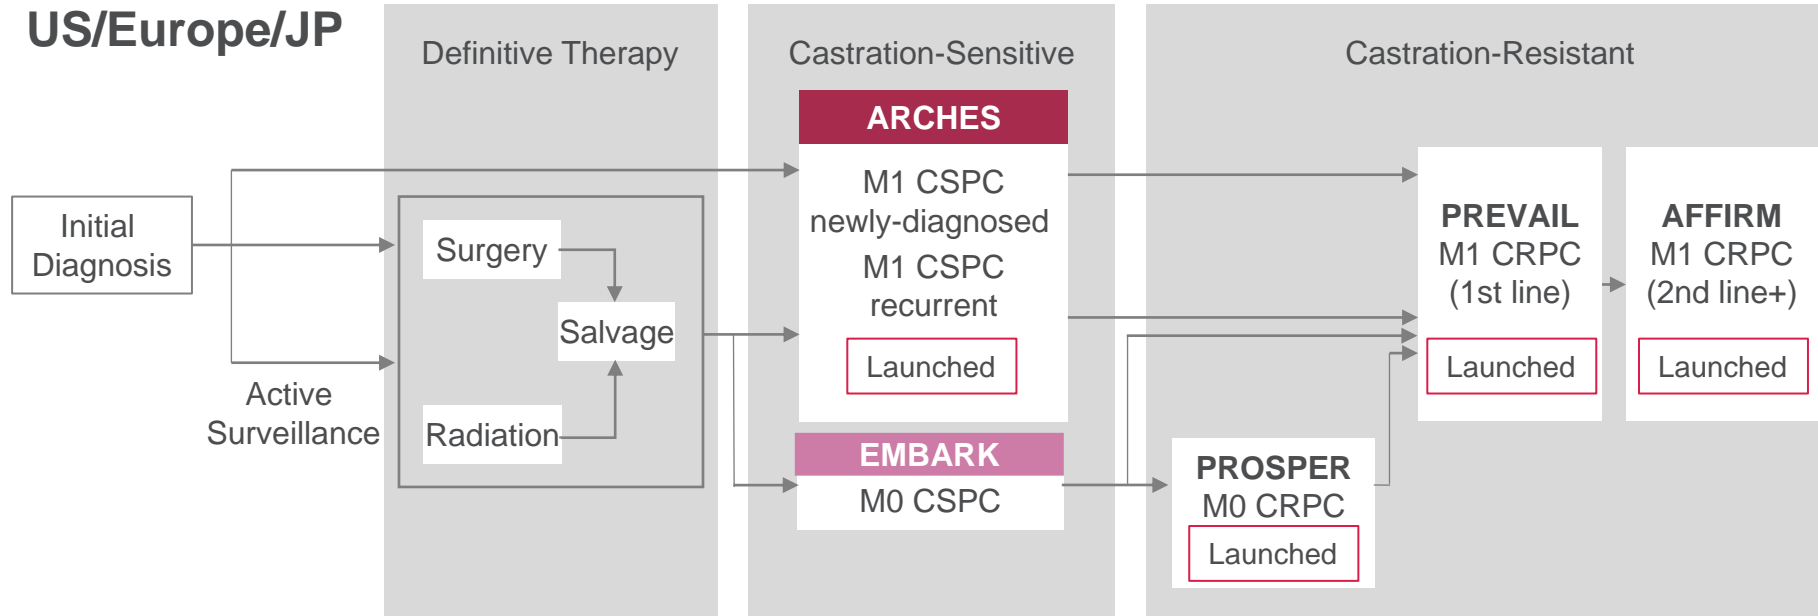 US/Europe/JP
Definitive Therapy
Castration-Sensitive
Castration-Resistant
Initial
Diagnosis
Active
Surveillance
Surgery
Salvage
Radiation
ARCHES
M1 CSPC
newly-diagnosed
M1 CSPC
recurrent
Launched
EMBARK
M0 CSPC
PROSPER
M0 CRPC
Launched
PREVAIL
M1 CRPC
(1st line)
Launched
AFFIRM
M1 CRPC
(2nd line+)
Launched